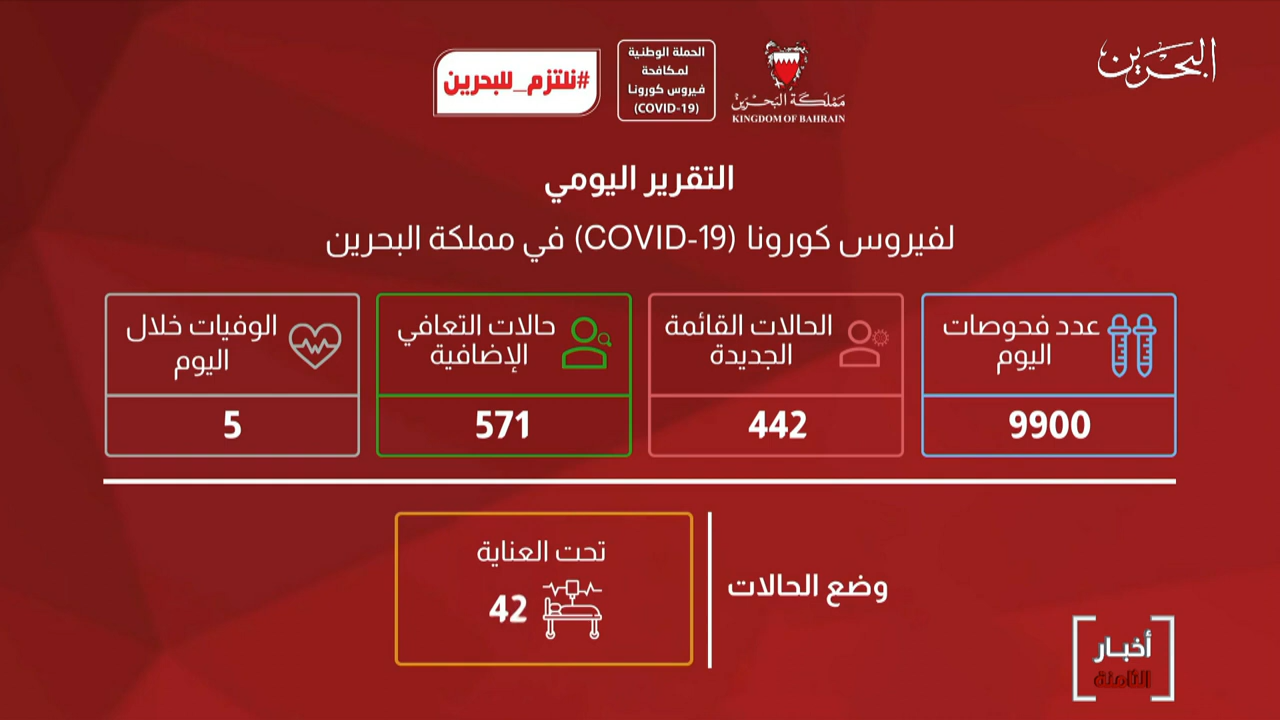 البحرين
مملكة البحرين
KINGDOM OF BAHRAIN
الحملة الوطنية
لمكافحة
فيروس كورونا
(COVID-19)
#نلتزم_للبحرين
التقرير اليومي
لفيروس كورونا (COVID-19) في مملكة البحرين
عدد فحوصات
اليوم
9900
الحالات القائمة
الجديدة
442
حالات التعافي
الإضافية
571
الوفيات خلال
اليوم
5
وضع الحالات
تحت العناية
42
أخبار
الثامنة